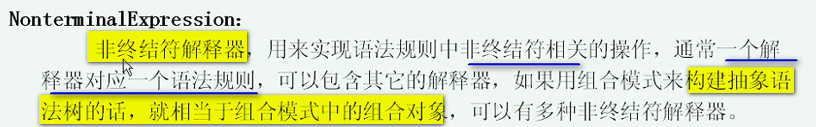 NonterminalExpression:
非终结符解释器，用来实现语法规则中非终结符相关的操作，通常一个解
释器对应一个语法规则，可以包含其它的解释器，如果用组合模式来构建抽象语
法树的话，就相当于组合模式中的组合对象，可以有多种非终结符解释器。